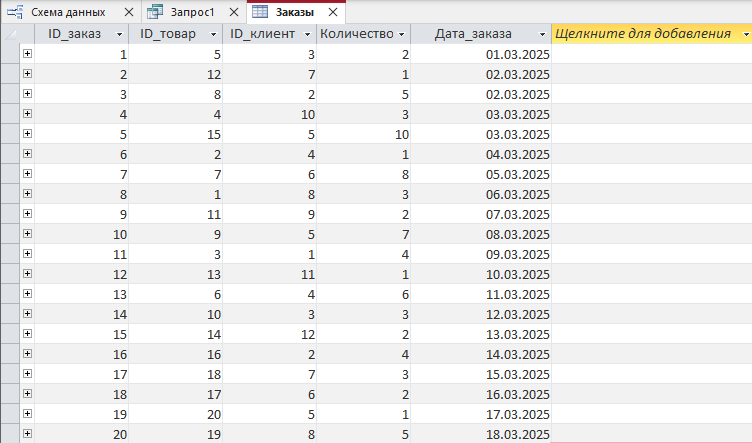 Схема данных Запрос1 Заказы
ID_заказ ID_товар ID_клиент Количество Дата_заказа Щелкните для добавления
1 5 3 2 01.03.2025
2 12 7 1 02.03.2025
3 8 2 5 02.03.2025
4 4 10 3 03.03.2025
5 15 5 10 03.03.2025
6 2 4 1 04.03.2025
7 7 6 8 05.03.2025
8 1 8 3 06.03.2025
9 11 9 2 07.03.2025
10 9 5 7 08.03.2025
11 3 1 4 09.03.2025
12 13 11 1 10.03.2025
13 6 4 6 11.03.2025
14 10 3 3 12.03.2025
15 14 12 2 13.03.2025
16 16 2 4 14.03.2025
17 18 7 3 15.03.2025
18 17 6 2 16.03.2025
19 20 5 1 17.03.2025
20 19 8 5 18.03.2025